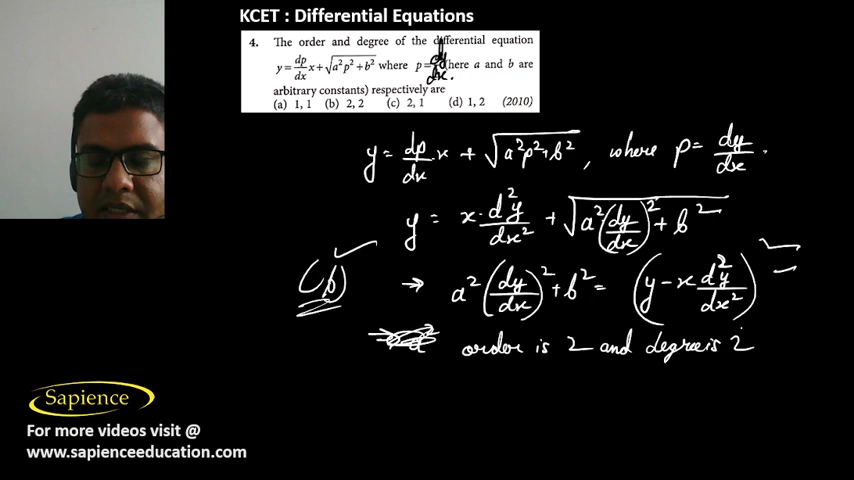 KCET : Differential Equations
4. The order and degree of the differential equation
y = dp/dx x + √(a²p² + b²) where p = dy/dx (here a and b are
arbitrary constants) respectively are
(a) 1, 1 (b) 2, 2 (c) 2, 1 (d) 1, 2 (2010)
y = dp/dx x + √(a²p² + b²), where p = dy/dx.
y = x · d²y/dx² + √(a²(dy/dx)² + b²)
(b) → a²(dy/dx)² + b² = (y − x d²y/dx²)²
order is 2 and degree is 2
Sapience
For more videos visit @
www.sapienceeducation.com